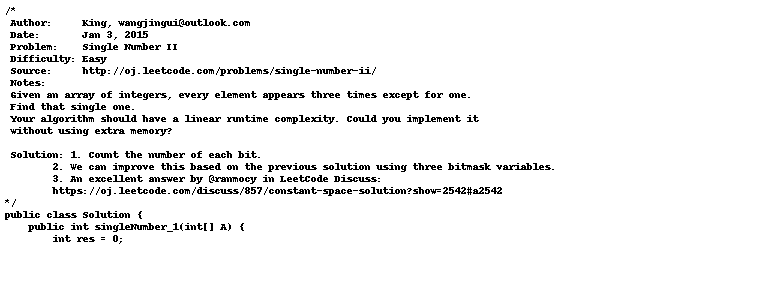 /*
Author: King, wangjingui@outlook.com
Date: Jan 3, 2015
Problem: Single Number II
Difficulty: Easy
Source: http://oj.leetcode.com/problems/single-number-ii/
Notes:
Given an array of integers, every element appears three times except for one.
Find that single one.
Your algorithm should have a linear runtime complexity. Could you implement it
without using extra memory?
Solution: 1. Count the number of each bit.
2. We can improve this based on the previous solution using three bitmask variables.
3. An excellent answer by @ranmocy in LeetCode Discuss:
https://oj.leetcode.com/discuss/857/constant-space-solution?show=2542#a2542
*/
public class Solution {
public int singleNumber_1(int[] A) {
int res = 0;